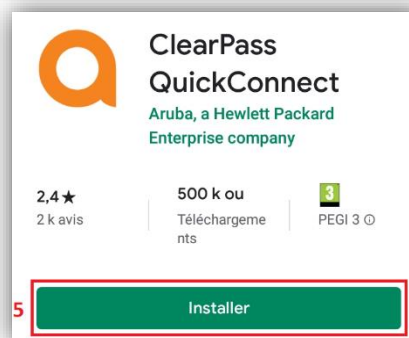 ClearPass
QuickConnect
Aruba, a Hewlett Packard
Enterprise company
2,4★
2 k avis
500 k ou
Téléchargeme
nts
3
PEGI 3 ⓘ
5
Installer